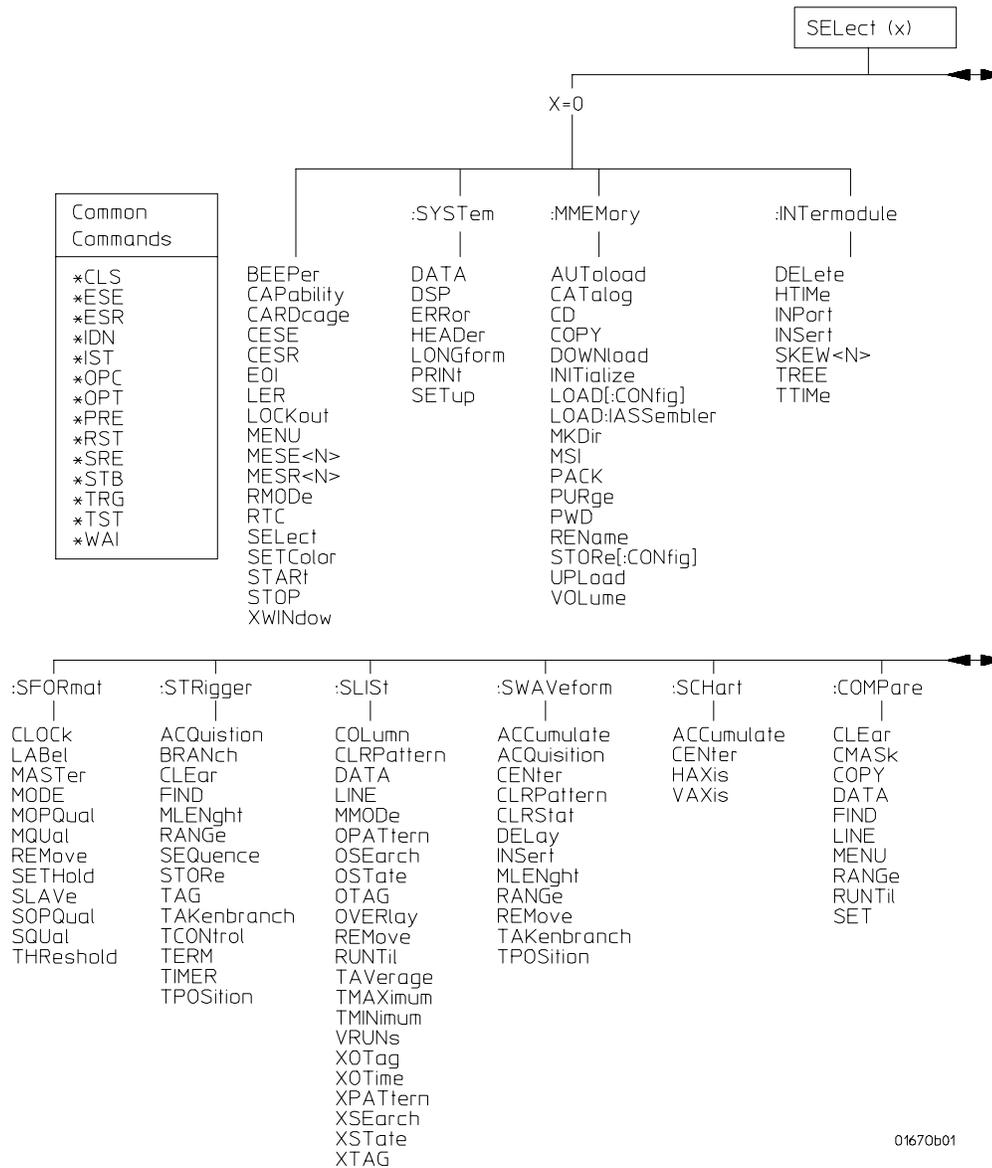 SELect (x)
X=0
Common
Commands
*CLS
*ESE
*ESR
*IDN
*IST
*OPC
*OPT
*PRE
*RST
*SRE
*STB
*TRG
*TST
*WAI
BEEPer
CAPability
CARDcage
CESE
CESR
EOI
LER
LOCKout
MENU
MESE<N>
MESR<N>
RMODe
RTC
SELect
SETColor
STARt
STOP
XWINdow
:SYSTem
DATA
DSP
ERRor
HEADer
LONGform
PRINt
SETup
:MMEMory
AUToload
CATalog
CD
COPY
DOWNload
INITialize
LOAD[:CONfig]
LOAD:IASSembler
MKDir
MSI
PACK
PURge
PWD
REName
STORe[:CONfig]
UPLoad
VOLume
:INTermodule
DELete
HTIMe
INPort
INSert
SKEW<N>
TREE
TTIMe
:SFORmat
CLOCk
LABel
MASTer
MODE
MOPQual
MQUal
REMove
SETHold
SLAVe
SOPQual
SQUal
THReshold
:STRigger
ACQuistion
BRANch
CLEar
FIND
MLENght
RANGe
SEQuence
STORe
TAG
TAKenbranch
TCONtrol
TERM
TIMER
TPOSition
:SLISt
COLumn
CLRPattern
DATA
LINE
MMODe
OPATtern
OSEarch
OSTate
OTAG
OVERlay
REMove
RUNTil
TAVerage
TMAXimum
TMINimum
VRUNs
XOTag
XOTime
XPATtern
XSEarch
XSTate
XTAG
:SWAVeform
ACCumulate
ACQuisition
CENter
CLRPattern
CLRStat
DELay
INSert
MLENght
RANGe
REMove
TAKenbranch
TPOSition
:SCHart
ACCumulate
CENter
HAXis
VAXis
:COMPare
CLEar
CMASk
COPY
DATA
FIND
LINE
MENU
RANGe
RUNTil
SET
01670b01